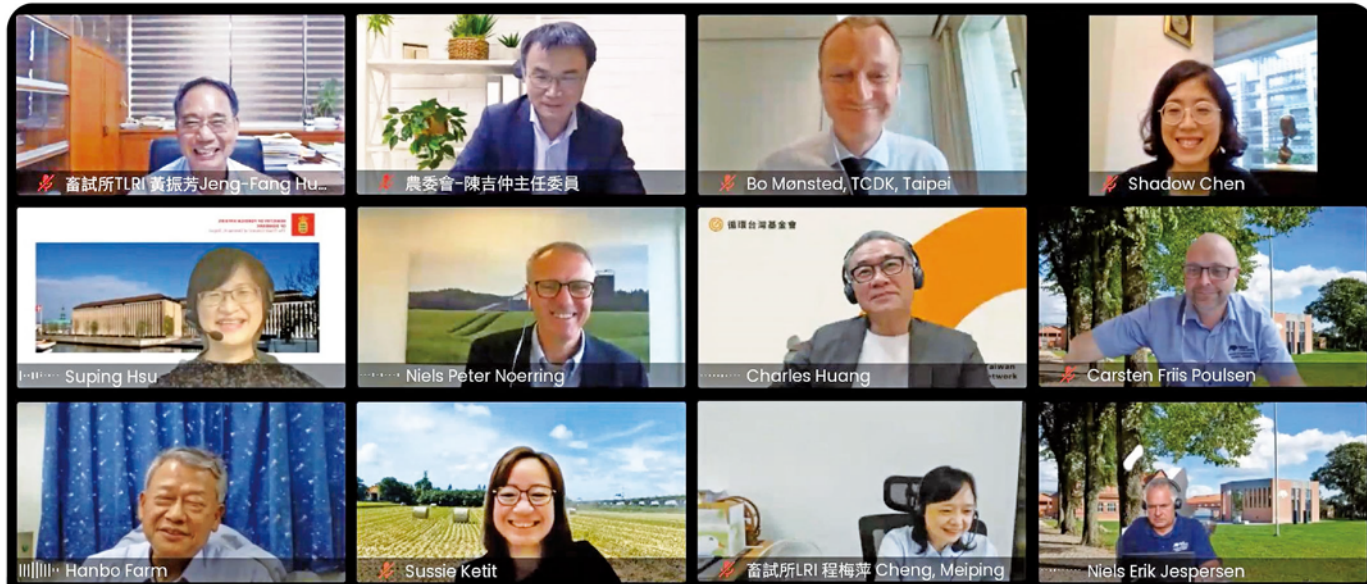 畜試所TLRI 黃振芳Jeng-Fang Hu...
農委會-陳吉仲主任委員
Bo Mønsted, TCDK, Taipei
Shadow Chen
Suping Hsu
Niels Peter Noerring
循環台灣基金會
Taiwan
Network
Charles Huang
Carsten Friis Poulsen
Hanbo Farm
Sussie Ketit
畜試所LRI 程梅萍 Cheng, Meiping
Niels Erik Jespersen